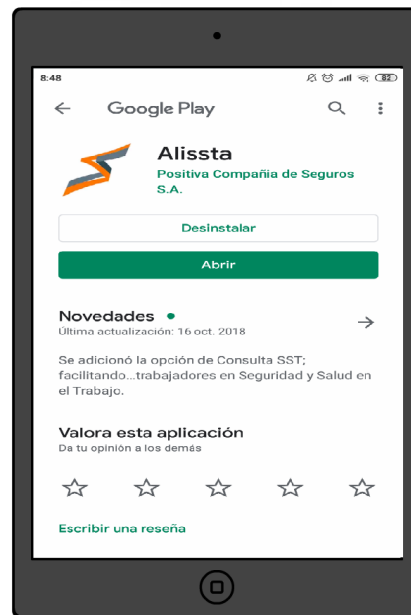 8:48
82
Google Play
Alissta
Positiva Compañia de Seguros
S.A.
Desinstalar
Abrir
Novedades
Última actualización: 16 oct. 2018
Se adicionó la opción de Consulta SST;
facilitando...trabajadores en Seguridad y Salud en
el Trabajo.
Valora esta aplicación
Da tu opinión a los demás
Escribir una reseña